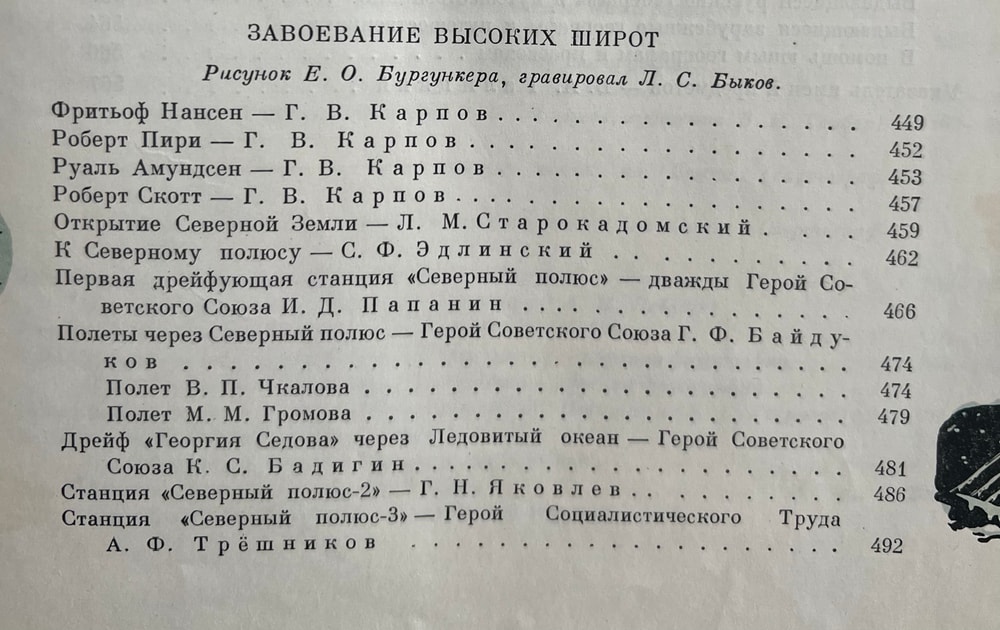 ЗАВОЕВАНИЕ ВЫСОКИХ ШИРОТ
Рисунок Е. О. Бургункера, гравировал Л. С. Быков.
Фритьоф Нансен — Г. В. Карпов . . . . . . . . . . . . . . 449
Роберт Пири — Г. В. Карпов . . . . . . . . . . . . . . . 452
Руаль Амундсен — Г. В. Карпов . . . . . . . . . . . . . . 453
Роберт Скотт — Г. В. Карпов . . . . . . . . . . . . . . . 457
Открытие Северной Земли — Л. М. Старокадомский . . . . 459
К Северному полюсу — С. Ф. Эдлинский . . . . . . . . . . 462
Первая дрейфующая станция «Северный полюс» — дважды Герой Со-
ветского Союза И. Д. Папанин . . . . . . . . . . . . . 466
Полеты через Северный полюс — Герой Советского Союза Г. Ф. Байду-
ков . . . . . . . . . . . . . . . . . . . . . . . . . 474
Полет В. П. Чкалова . . . . . . . . . . . . . . . . . . 474
Полет М. М. Громова . . . . . . . . . . . . . . . . . . 479
Дрейф «Георгия Седова» через Ледовитый океан — Герой Советского
Союза К. С. Бадигин . . . . . . . . . . . . . . . . . 481
Станция «Северный полюс-2» — Г. Н. Яковлев . . . . . . . . . 486
Станция «Северный полюс-3» — Герой Социалистического Труда
А. Ф. Трёшников . . . . . . . . . . . . . . . . . 492